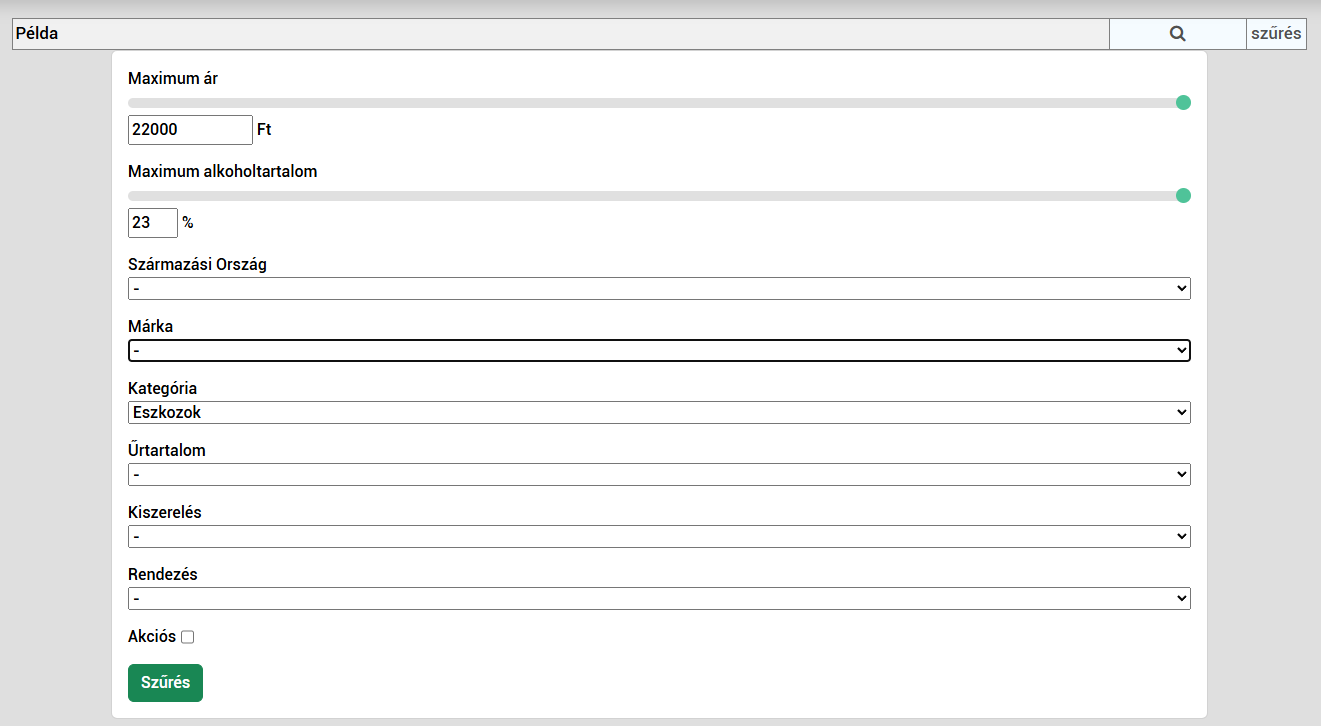 Példa
szűrés
Maximum ár
22000 Ft
Maximum alkoholtartalom
23 %
Származási Ország
-
Márka
-
Kategória
Eszkozok
Űrtartalom
-
Kiszerelés
-
Rendezés
-
Akciós
Szűrés